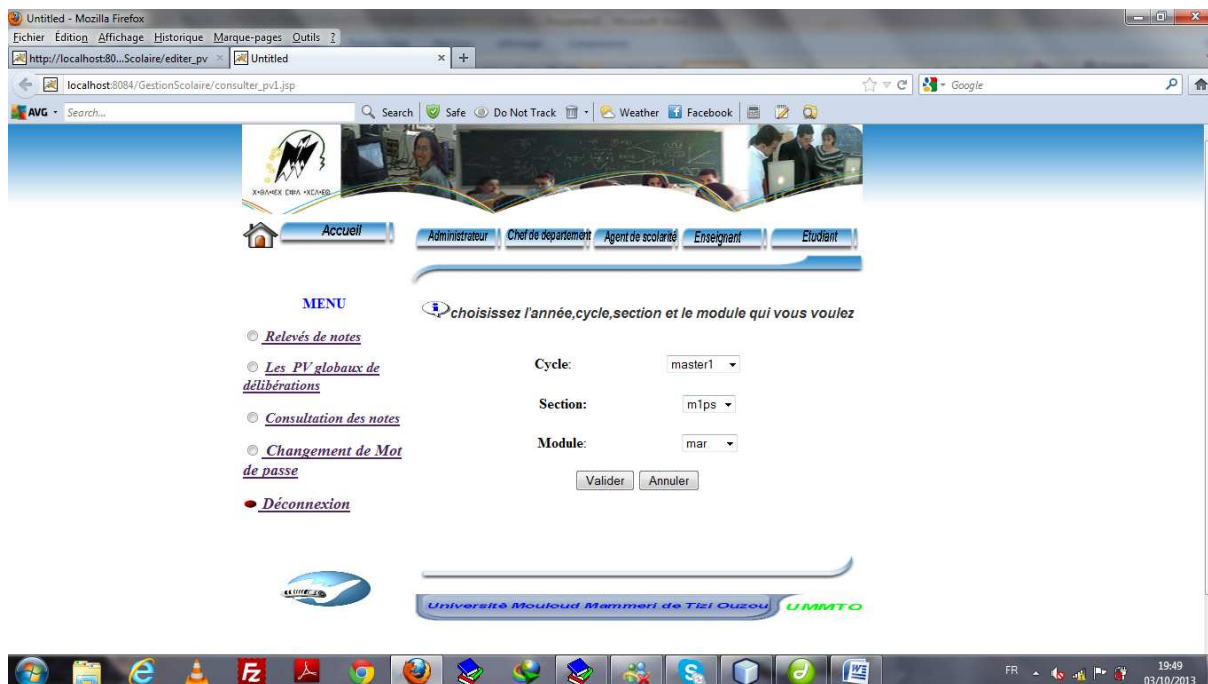 Untitled - Mozilla Firefox
Fichier Édition Affichage Historique Marque-pages Outils ?
http://localhost:80...Scolaire/editer_pv × Untitled × +
localhost:8084/GestionScolaire/consulter_pv1.jsp Google
AVG Search... Search Safe Do Not Track Weather Facebook
Accueil Administrateur Chef de departement Agent de scolarité Enseignant Etudiant
MENU
Relevés de notes
Les PV globaux de
délibérations
Consultation des notes
Changement de Mot
de passe
Déconnexion
choisissez l'année,cycle,section et le module qui vous voulez
Cycle: master1
Section: m1ps
Module: mar
Valider Annuler
Université Mouloud Mammeri de Tizi Ouzou UMMTO
FR 19:49
03/10/2013